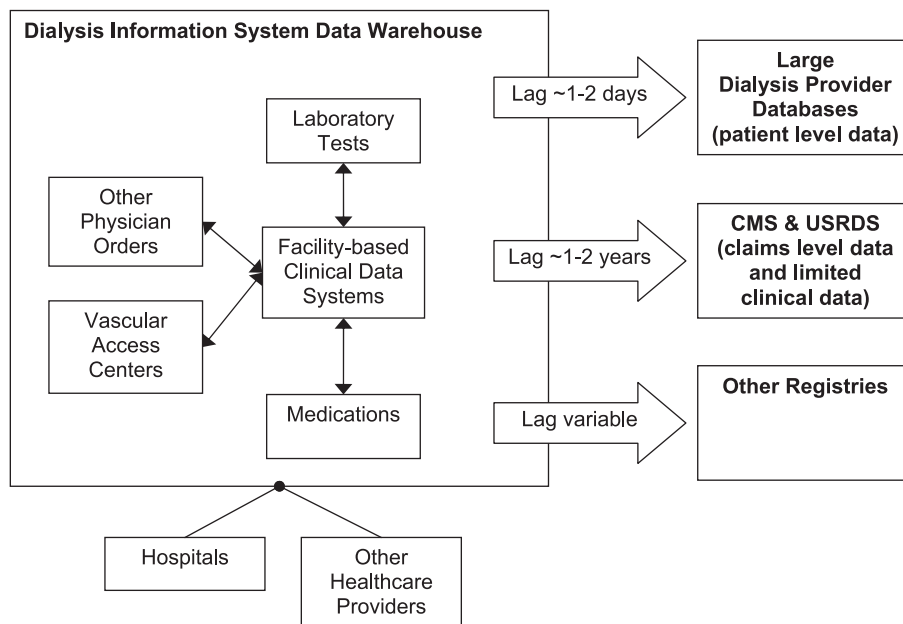 Dialysis Information System Data Warehouse
Laboratory
Tests
Other
Physician
Orders
Facility-based
Clinical Data
Systems
Vascular
Access
Centers
Medications
Lag ~1-2 days
Large
Dialysis Provider
Databases
(patient level data)
Lag ~1-2 years
CMS & USRDS
(claims level data
and limited
clinical data)
Lag variable
Other Registries
Hospitals
Other
Healthcare
Providers